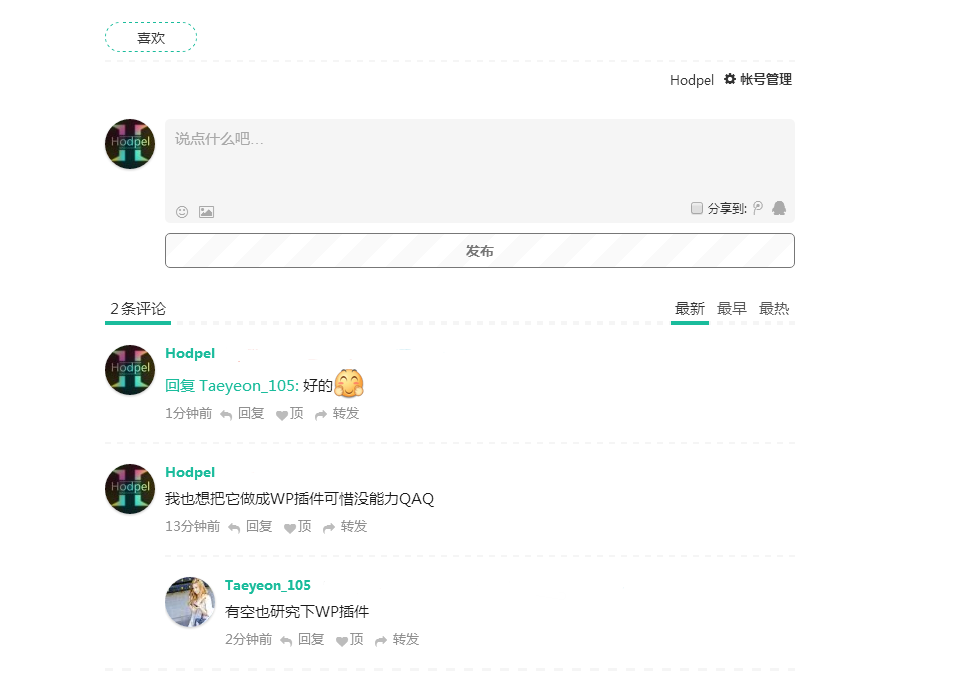 喜欢
Hodpel 帐号管理
Hodpel
说点什么吧...
分享到:
发布
2条评论 最新 最早 最热
Hodpel
Hodpel
回复 Taeyeon_105: 好的
1分钟前 回复 顶 转发
Hodpel
Hodpel
我也想把它做成WP插件可惜没能力QAQ
13分钟前 回复 顶 转发
Taeyeon_105
有空也研究下WP插件
2分钟前 回复 顶 转发